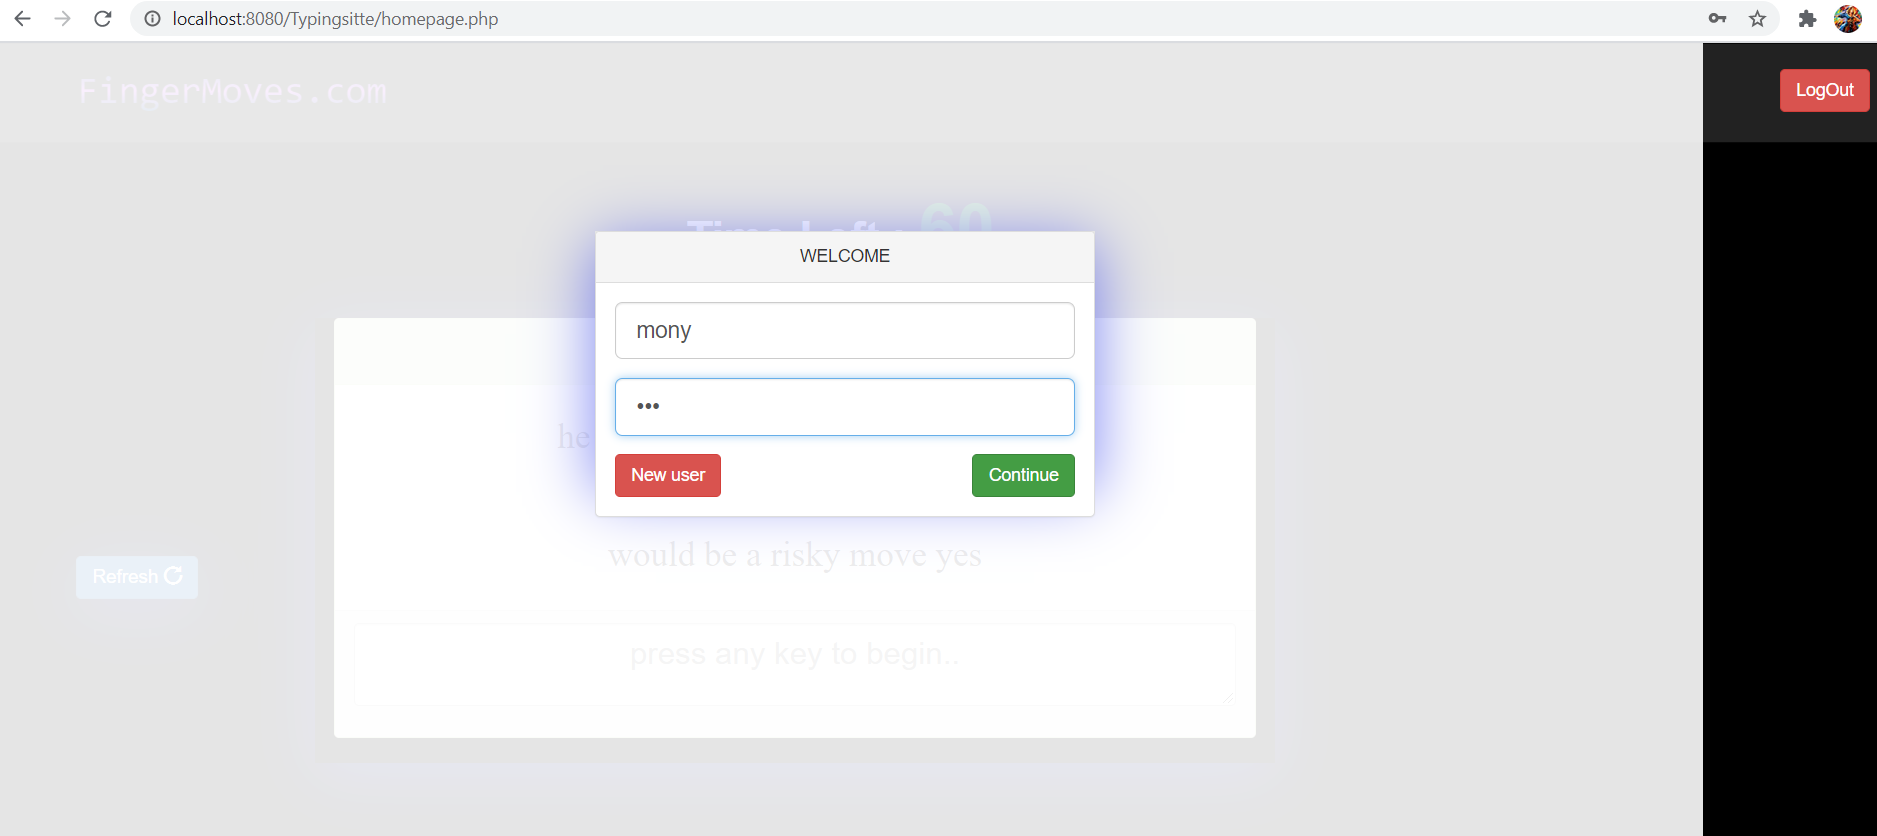 localhost:8080/Typingsitte/homepage.php
FingerMoves.com
LogOut
Time Left : 60
WELCOME
mony
•••
he
New user
Continue
would be a risky move yes
Refresh
press any key to begin..